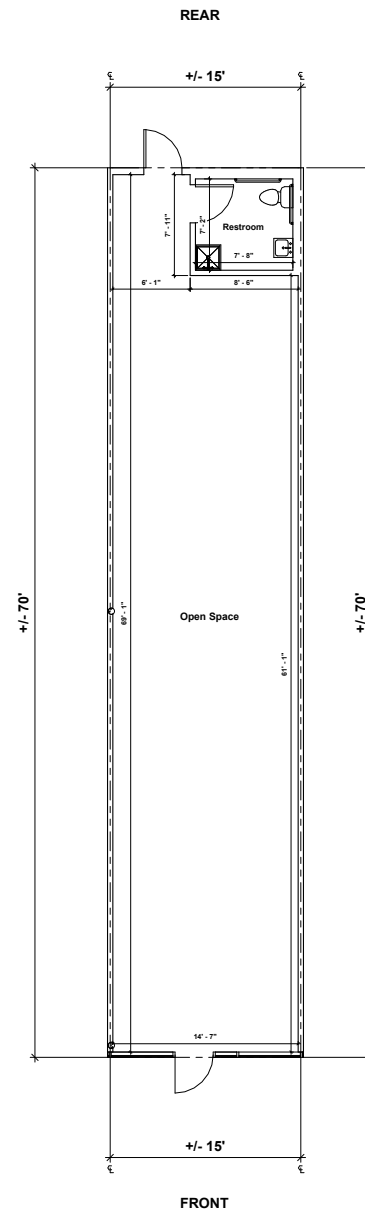 REAR
℄ +/- 15' ℄
Restroom
7' - 11"
7' - 2"
7' - 8"
6' - 1"
8' - 6"
+/- 70'
69' - 1"
Open Space
61' - 1"
+/- 70'
14' - 7"
+/- 15'
℄ ℄
FRONT